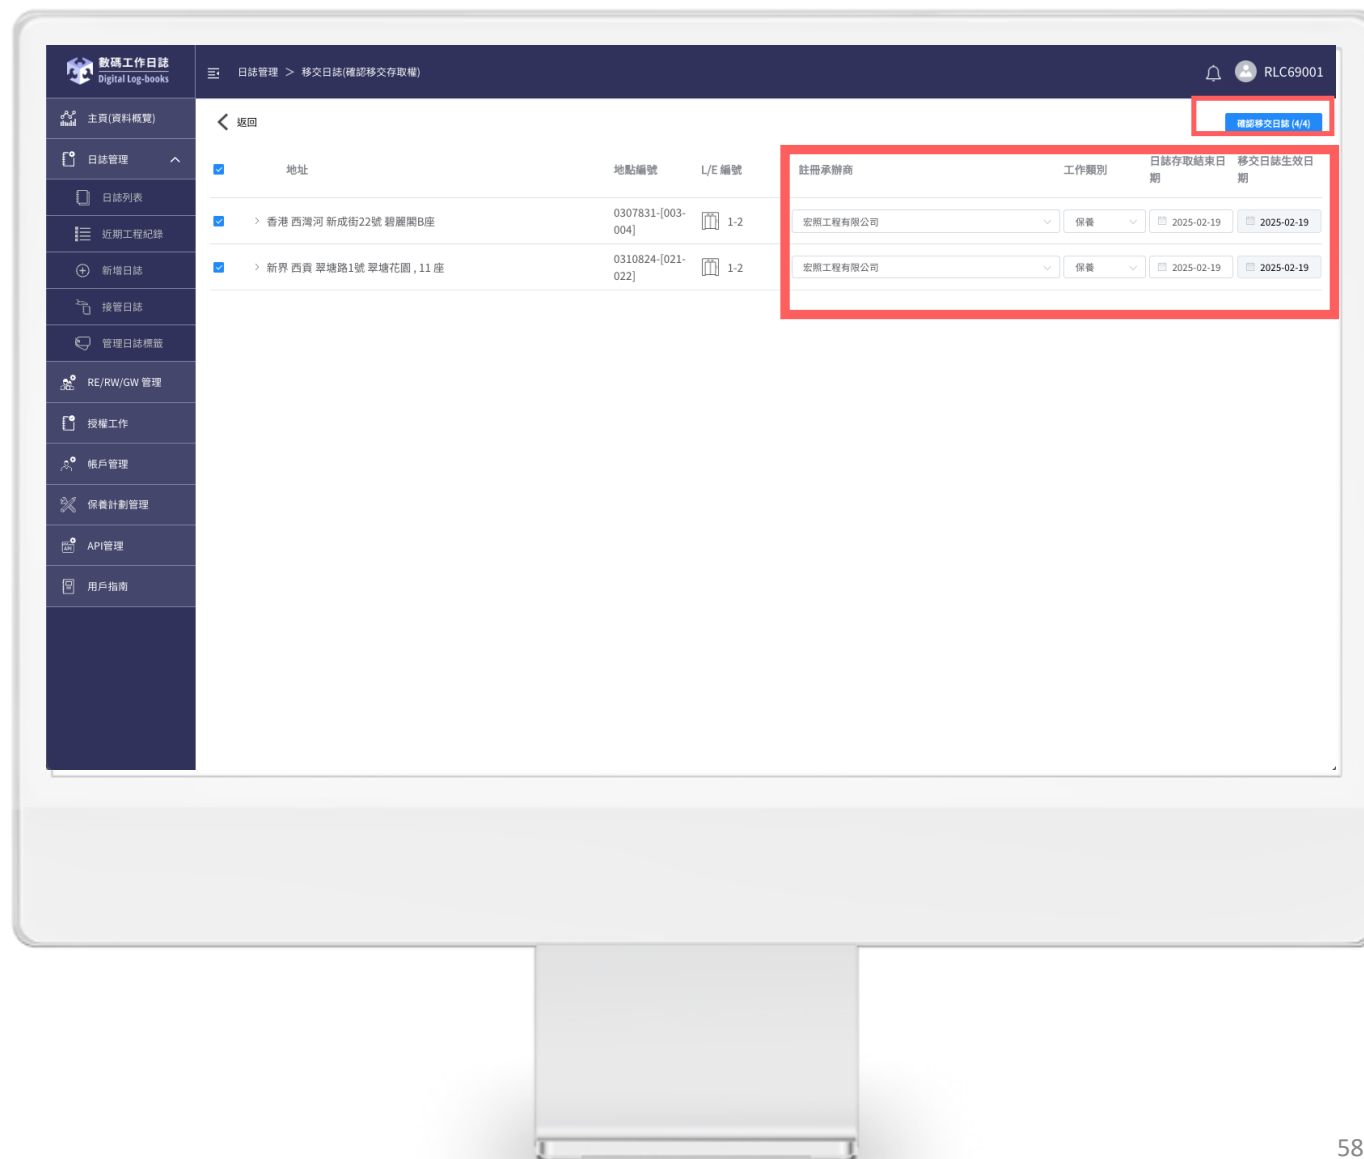 數碼工作日誌
Digital Log-books
日誌管理 > 移交日誌(確認移交存取權)
RLC69001
主頁(資料概覽)
日誌管理
日誌列表
近期工程紀錄
新增日誌
接管日誌
管理日誌標籤
RE/RW/GW 管理
授權工作
帳戶管理
保養計劃管理
API管理
用戶指南
返回
確認移交日誌 (4/4)
地址
地點編號
L/E 編號
註冊承辦商
工作類別
日誌存取結束日
期
移交日誌生效日
期
香港 西灣河 新成街22號 碧麗閣B座
0307831-[003-
004]
1-2
宏照工程有限公司
保養
2025-02-19
2025-02-19
新界 西貢 翠塘路1號 翠塘花園 , 11 座
0310824-[021-
022]
1-2
宏照工程有限公司
保養
2025-02-19
2025-02-19
58